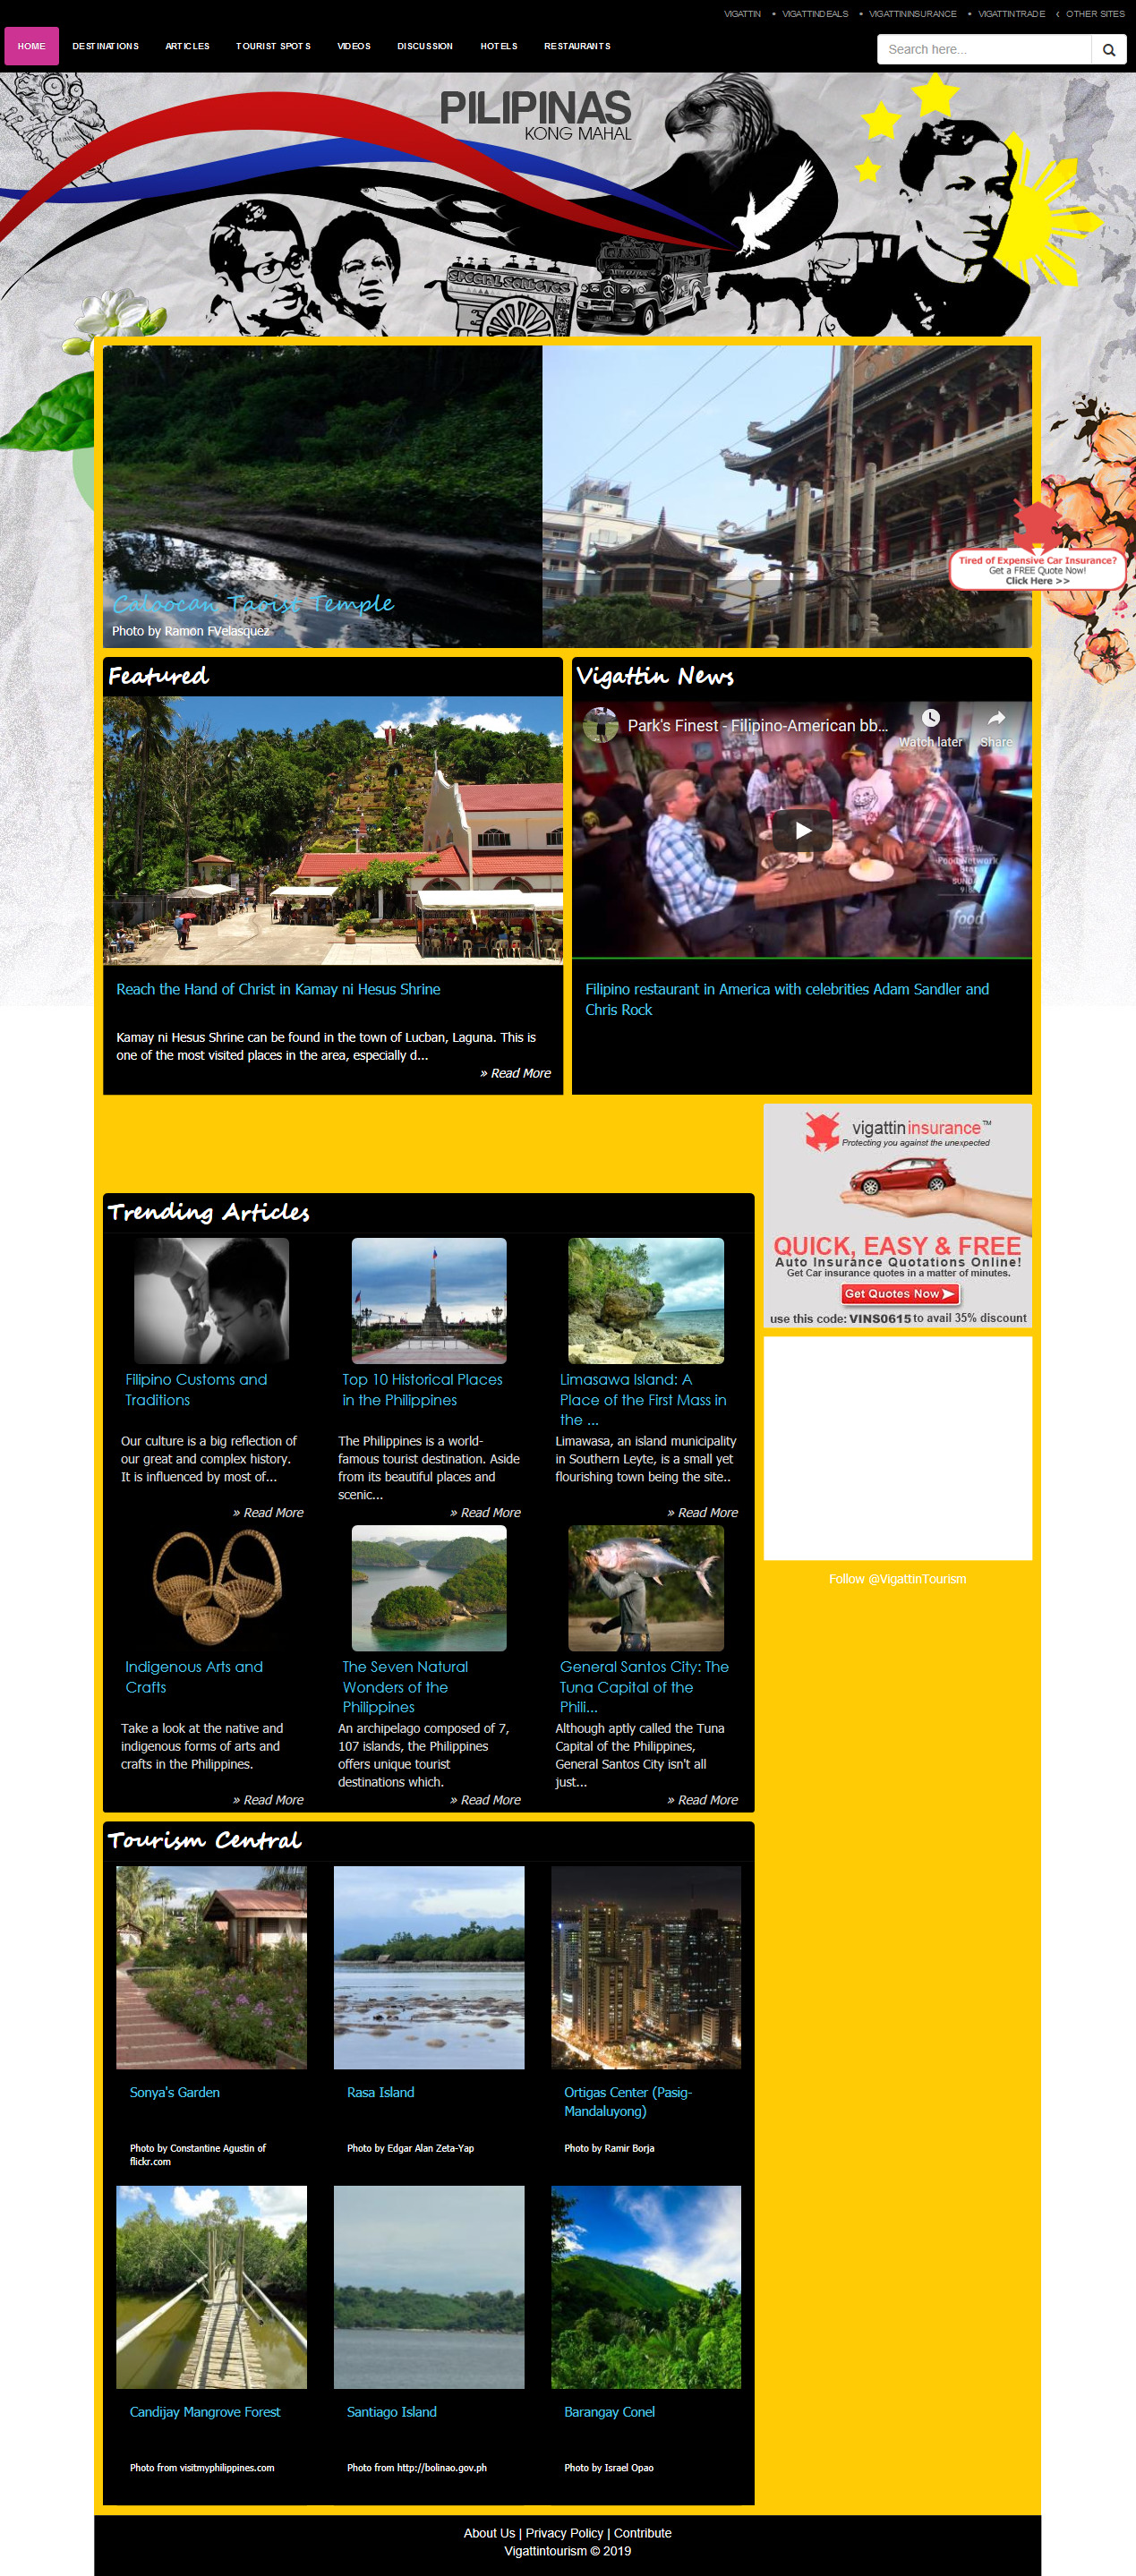 VIGATTIN • VIGATTINDEALS • VIGATTININSURANCE • VIGATTINTRADE ‹ OTHER SITES
HOME DESTINATIONS ARTICLES TOURIST SPOTS VIDEOS DISCUSSION HOTELS RESTAURANTS
Search here...
PILIPINAS
KONG MAHAL
Caloocan Taoise Temple
Photo by Ramon FVelasquez
Tired of Expensive Car Insurance?
Get a FREE Quote Now!
Click Here >>
Featured
Vigattin News
Park's Finest - Filipino-American bb...
Watch later
Share
NEW
Food Network
Star
SUNDAY
food
Reach the Hand of Christ in Kamay ni Hesus Shrine
Kamay ni Hesus Shrine can be found in the town of Lucban, Laguna. This is
one of the most visited places in the area, especially d...
» Read More
Filipino restaurant in America with celebrities Adam Sandler and
Chris Rock
vigattininsurance™
Protecting you against the unexpected
QUICK, EASY & FREE
Auto Insurance Quotations Online!
Get Car insurance quotes in a matter of minutes.
Get Quotes Now
use this code: VINS0615 to avail 35% discount
Follow @VigattinTourism
Trending Articles
Filipino Customs and
Traditions
Our culture is a big reflection of
our great and complex history.
It is influenced by most of...
» Read More
Top 10 Historical Places
in the Philippines
The Philippines is a world-
famous tourist destination. Aside
from its beautiful places and
scenic...
» Read More
Limasawa Island: A
Place of the First Mass in
the ...
Limawasa, an island municipality
in Southern Leyte, is a small yet
flourishing town being the site..
» Read More
Indigenous Arts and
Crafts
Take a look at the native and
indigenous forms of arts and
crafts in the Philippines.
» Read More
The Seven Natural
Wonders of the
Philippines
An archipelago composed of 7,
107 islands, the Philippines
offers unique tourist
destinations which.
» Read More
General Santos City: The
Tuna Capital of the
Phili...
Although aptly called the Tuna
Capital of the Philippines,
General Santos City isn't all
just...
» Read More
Tourism Central
Sonya's Garden
Photo by Constantine Agustin of
flickr.com
Rasa Island
Photo by Edgar Alan Zeta-Yap
Ortigas Center (Pasig-
Mandaluyong)
Photo by Ramir Borja
Candijay Mangrove Forest
Photo from visitmyphilippines.com
Santiago Island
Photo from http://bolinao.gov.ph
Barangay Conel
Photo by Israel Opao
About Us | Privacy Policy | Contribute
Vigattintourism © 2019